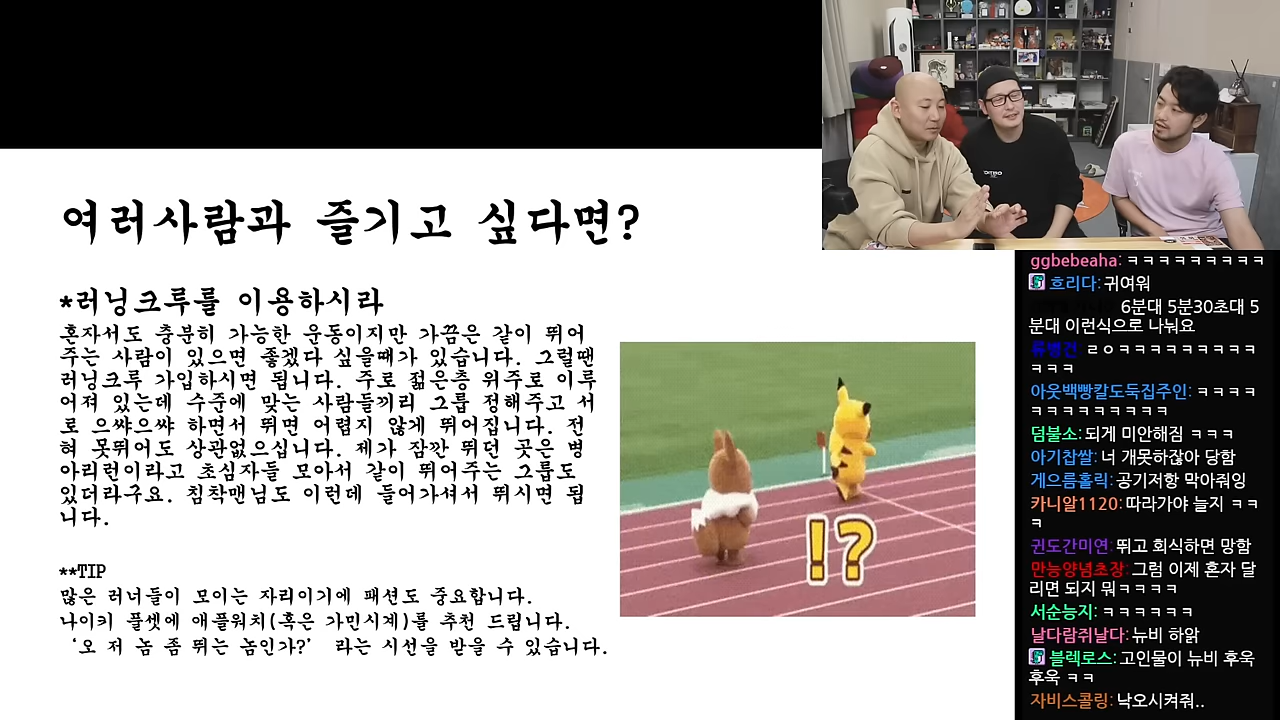 여러사람과 즐기고 싶다면?
*러닝크루를 이용하시라
혼자서도 충분히 가능한 운동이지만 가끔은 같이 뛰어
주는 사람이 있으면 좋겠다 싶을때가 있습니다. 그럴땐
러닝크루 가입하시면 됩니다. 주로 젊은층 위주로 이루
어져 있는데 수준에 맞는 사람들끼리 그룹 정해주고 서
로 으쌰으쌰 하면서 뛰면 어렵지 않게 뛰어집니다. 전
혀 못뛰어도 상관없으십니다. 제가 잠깐 뛰던 곳은 병
아리런이라고 초심자들 모아서 같이 뛰어주는 그룹도
있더라구요. 침착맨님도 이런데 들어가셔서 뛰시면 됩
니다.
**TIP
많은 러너들이 모이는 자리이기에 패션도 중요합니다.
나이키 풀셋에 애플워치(혹은 가민시계)를 추천 드립니다.
‘오 저 놈 좀 뛰는 놈인가?’ 라는 시선을 받을 수 있습니다.
!?
ggbebeaha: ㅋㅋㅋㅋㅋㅋㅋㅋㅋ
흐리다: 귀여워
6분대 5분30초대 5
분대 이런식으로 나눠요
류병건: ㄹㅇㅋㅋㅋㅋㅋㅋㅋㅋㅋ
ㅋㅋㅋ
아웃백빵칼도둑집주인: ㅋㅋㅋㅋ
ㅋㅋㅋㅋㅋㅋㅋㅋㅋ
덤불소: 되게 미안해짐 ㅋㅋㅋ
아기찹쌀: 너 개못하잖아 당함
게으름홀릭: 공기저항 막아줘잉
카니알1120: 따라가야 늘지 ㅋㅋ
ㅋ
귄도간미연: 뛰고 회식하면 망함
만능양념초장: 그럼 이제 혼자 달
리면 되지 뭐ㅋㅋㅋㅋ
서순능지: ㅋㅋㅋㅋㅋㅋ
날다람쥐날다: 뉴비 하앍
블렉로스: 고인물이 뉴비 후욱
후욱 ㅋㅋ
자비스콜링: 낙오시켜줘..